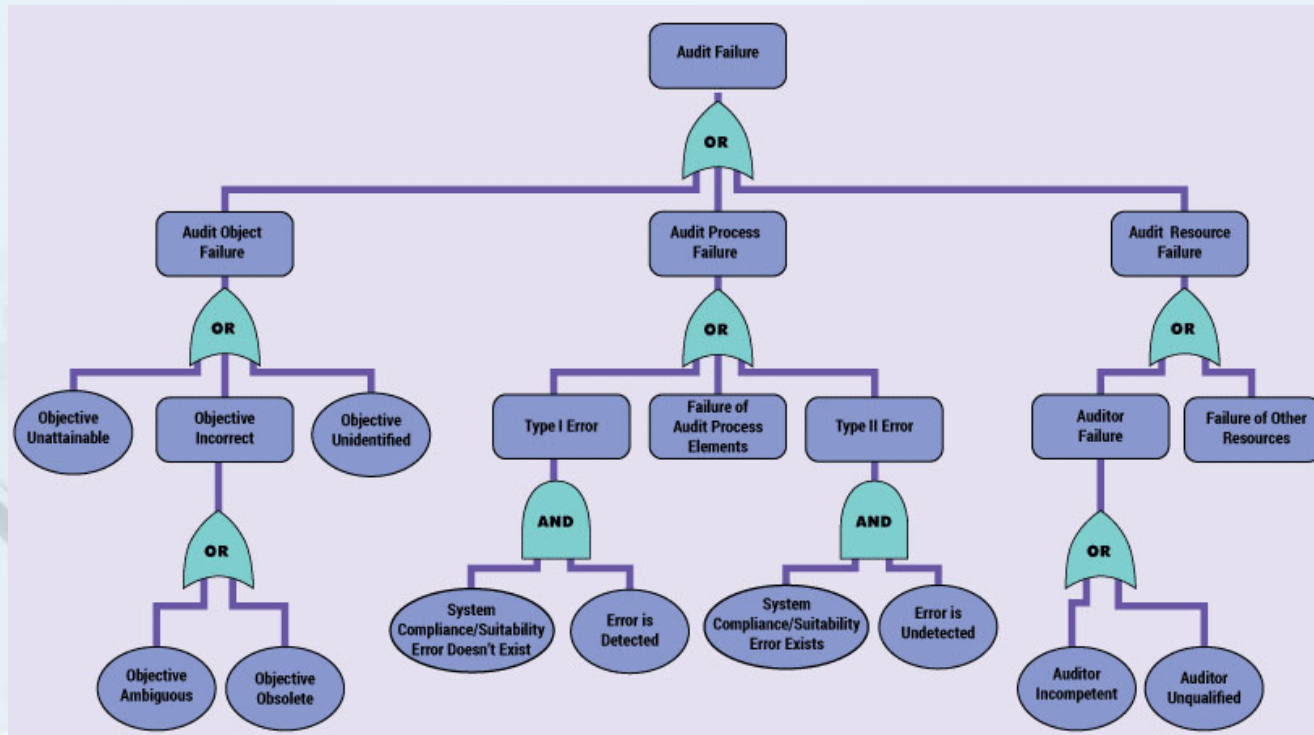 Audit Failure
OR
Audit Object
Failure
Audit Process
Failure
Audit Resource
Failure
OR
OR
OR
Objective
Unattainable
Objective
Incorrect
Objective
Unidentified
Type I Error
Failure of
Audit Process
Elements
Type II Error
Auditor
Failure
Failure of Other
Resources
OR
AND
AND
OR
System
Compliance/Suitability
Error Doesn't Exist
Error is
Detected
System
Compliance/Suitability
Error Exists
Error is
Undetected
Objective
Ambiguous
Objective
Obsolete
Auditor
Incompetent
Auditor
Unqualified